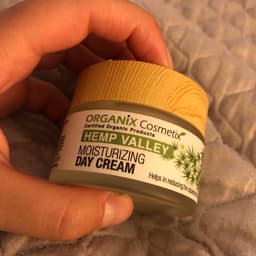 ORGANiX Cosmetix
Certified Organic Products
HEMP VALLEY
MOISTURIZING
DAY CREAM
Helps in reducing the